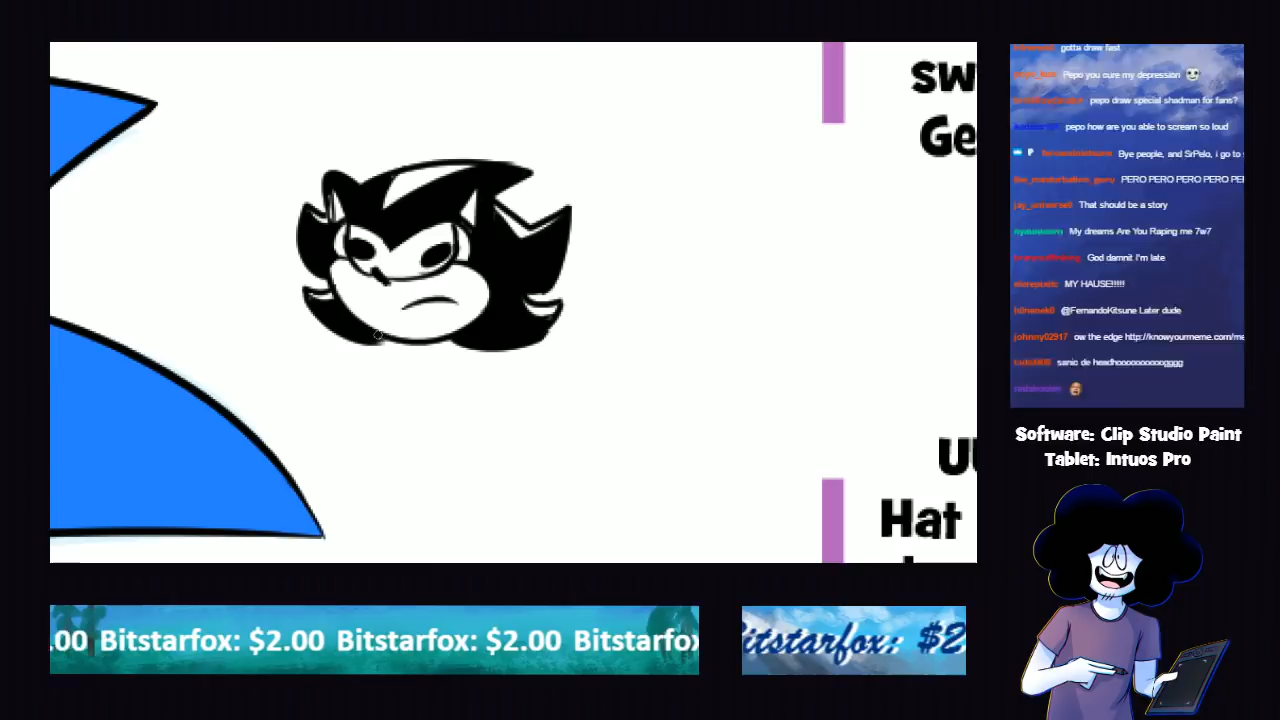 sw
Ge
gotta draw fast
Pepo you cure my depression
pepo draw special shadman for fans?
pepo how are you able to scream so loud
Bye people, and SrPelo, i go to
PERO PERO PERO PERO PE
That should be a story
My dreams Are You Raping me 7w7
God damnit I'm late
MY HAUSE!!!!!
@FernandoKitsune Later dude
johnny02917 ow the edge http://knowyourmeme.com/me
sanic de headhooooooooogggg
Software: Clip Studio Paint
Tablet: Intuos Pro
Hat
.00 Bitstarfox: $2.00 Bitstarfox: $2.00 Bitstarfox
itstarfox: $2